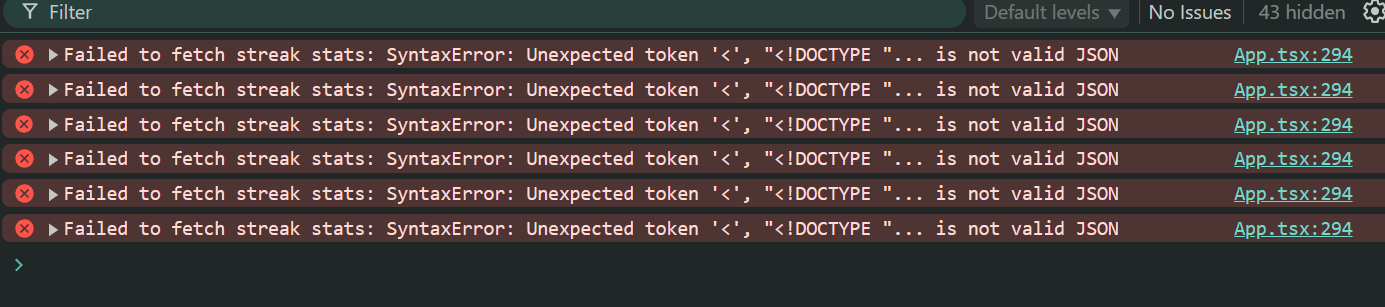 Filter Default levels ▼ No Issues 43 hidden
Failed to fetch streak stats: SyntaxError: Unexpected token '<', "<!DOCTYPE "... is not valid JSON App.tsx:294
Failed to fetch streak stats: SyntaxError: Unexpected token '<', "<!DOCTYPE "... is not valid JSON App.tsx:294
Failed to fetch streak stats: SyntaxError: Unexpected token '<', "<!DOCTYPE "... is not valid JSON App.tsx:294
Failed to fetch streak stats: SyntaxError: Unexpected token '<', "<!DOCTYPE "... is not valid JSON App.tsx:294
Failed to fetch streak stats: SyntaxError: Unexpected token '<', "<!DOCTYPE "... is not valid JSON App.tsx:294
Failed to fetch streak stats: SyntaxError: Unexpected token '<', "<!DOCTYPE "... is not valid JSON App.tsx:294